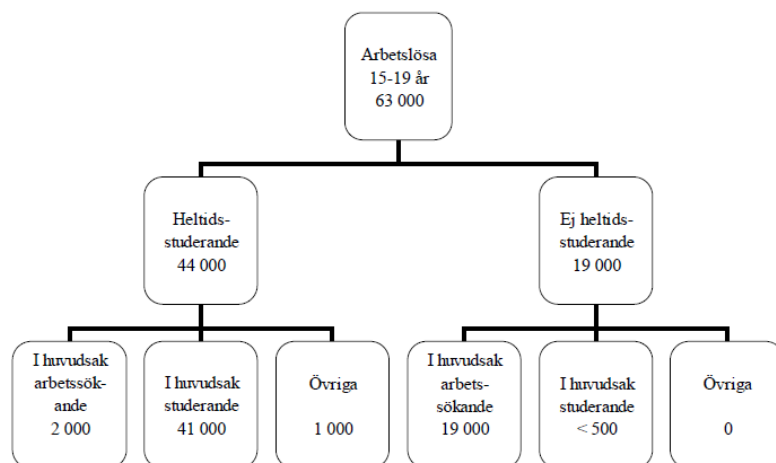 Arbetslösa
15-19 år
63 000
Heltids-
studerande
44 000
Ej heltids-
studerande
19 000
I huvudsak
arbetssök-
ande
2 000
I huvudsak
studerande
41 000
Övriga
1 000
I huvudsak
arbets-
sökande
19 000
I huvudsak
studerande
< 500
Övriga
0